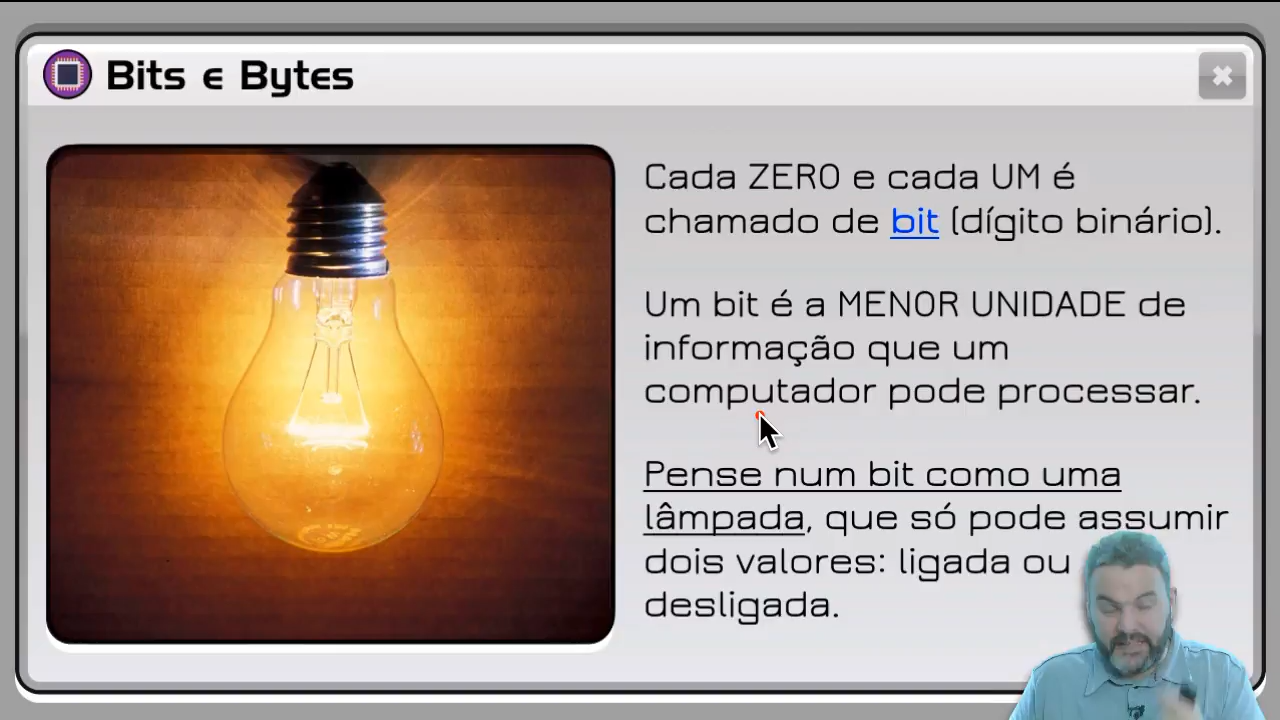 Bits e Bytes
Cada ZERO e cada UM é
chamado de bit (dígito binário).
Um bit é a MENOR UNIDADE de
informação que um
computador pode processar.
Pense num bit como uma
lâmpada, que só pode assumir
dois valores: ligada ou
desligada.